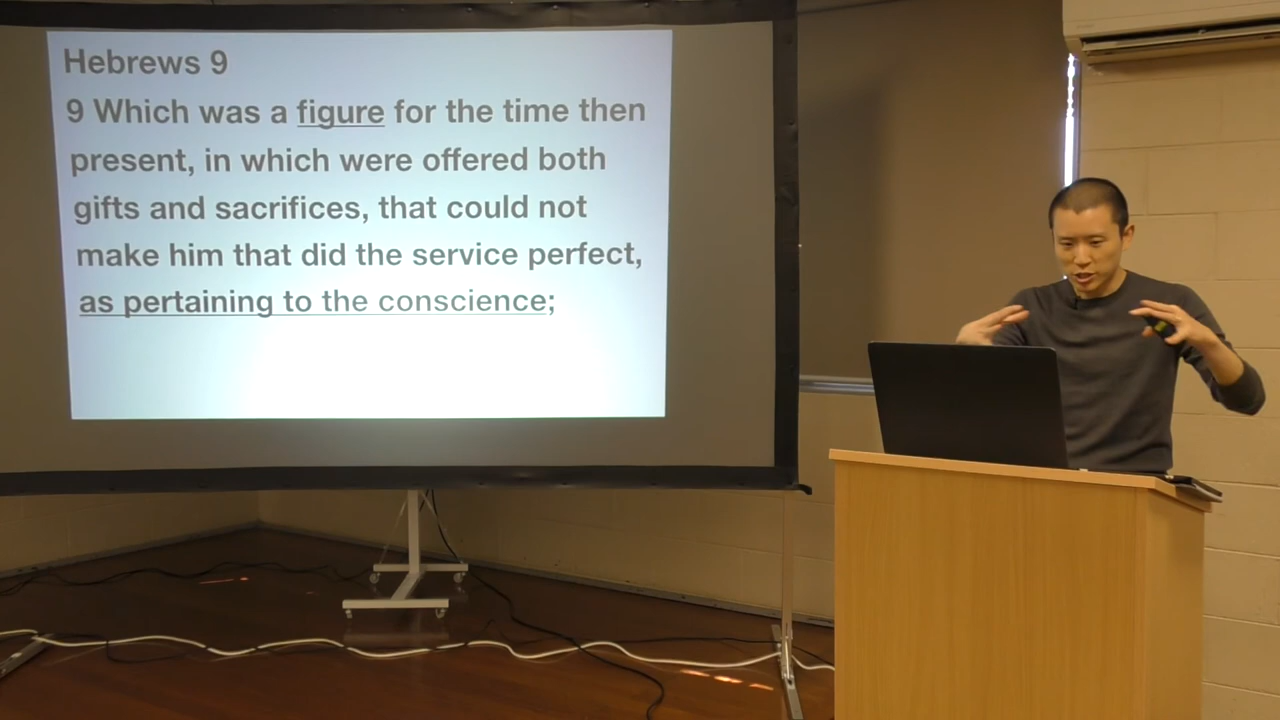 Hebrews 9
9 Which was a figure for the time then
present, in which were offered both
gifts and sacrifices, that could not
make him that did the service perfect,
as pertaining to the conscience;